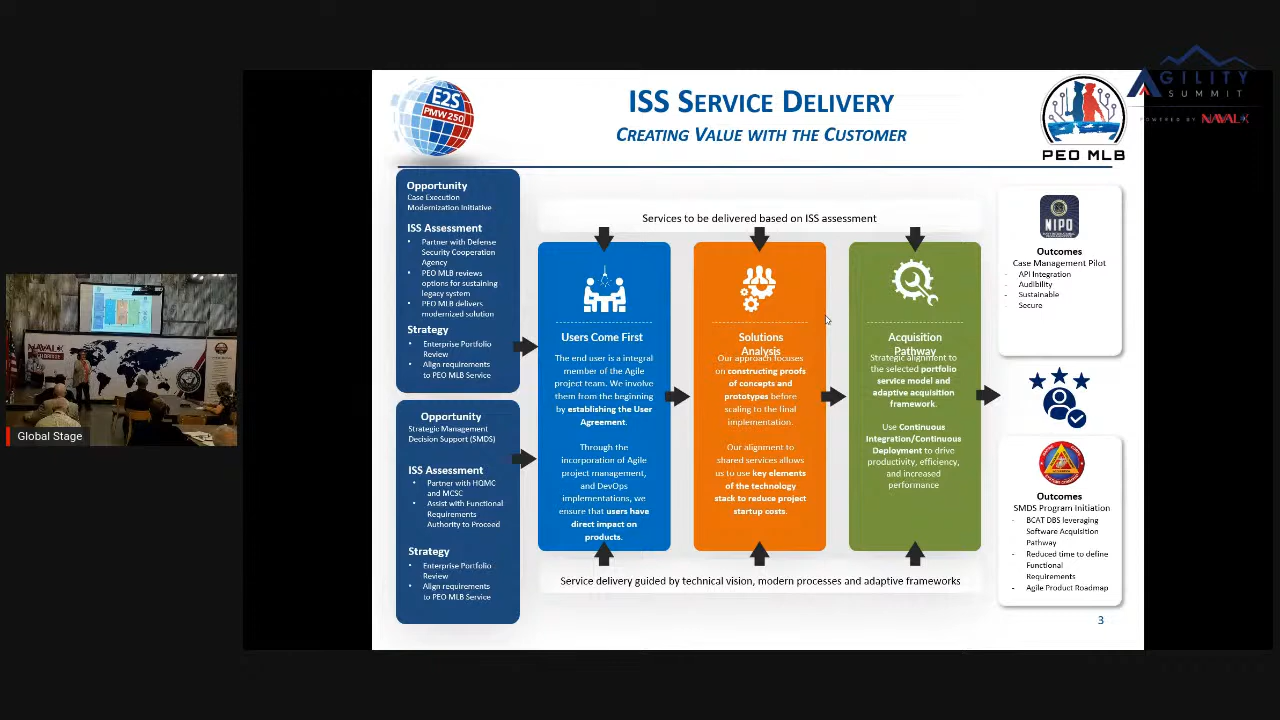 E2S
PMW 250
ISS SERVICE DELIVERY
CREATING VALUE WITH THE CUSTOMER
PEO MLB
AGILITY
SUMMIT
POWERED BY NAVALX
Opportunity
Case Execution
Modernization Initiative
ISS Assessment
• Partner with Defense
Security Cooperation
Agency
• PEO MLB reviews
options for sustaining
legacy system
• PEO MLB delivers
modernized solution
Strategy
• Enterprise Portfolio
Review
• Align requirements
to PEO MLB Service
Opportunity
Strategic Management
Decision Support (SMDS)
ISS Assessment
• Partner with HQMC
and MCSC
• Assist with Functional
Requirements
Authority to Proceed
Strategy
• Enterprise Portfolio
Review
• Align requirements
to PEO MLB Service
Services to be delivered based on ISS assessment
Users Come First
The end user is a integral
member of the Agile
project team. We involve
them from the beginning
by establishing the User
Agreement.
Through the
incorporation of Agile
project management,
and DevOps
implementations, we
ensure that users have
direct impact on
products.
Solutions
Analysis
Our approach focuses
on constructing proofs
of concepts and
prototypes before
scaling to the final
implementation.
Our alignment to
shared services allows
us to use key elements
of the technology
stack to reduce project
startup costs.
Acquisition
Pathway
Strategic alignment to
the selected portfolio
service model and
adaptive acquisition
framework.
Use Continuous
Integration/Continuous
Deployment to drive
productivity, efficiency,
and increased
performance
Service delivery guided by technical vision, modern processes and adaptive frameworks
NIPO
Outcomes
Case Management Pilot
- API Integration
- Audibility
- Sustainable
- Secure
Outcomes
SMDS Program Initiation
- BCAT DBS leveraging
Software Acquisition
Pathway
- Reduced time to define
Functional
Requirements
- Agile Product Roadmap
3
NAVALX
Global Stage